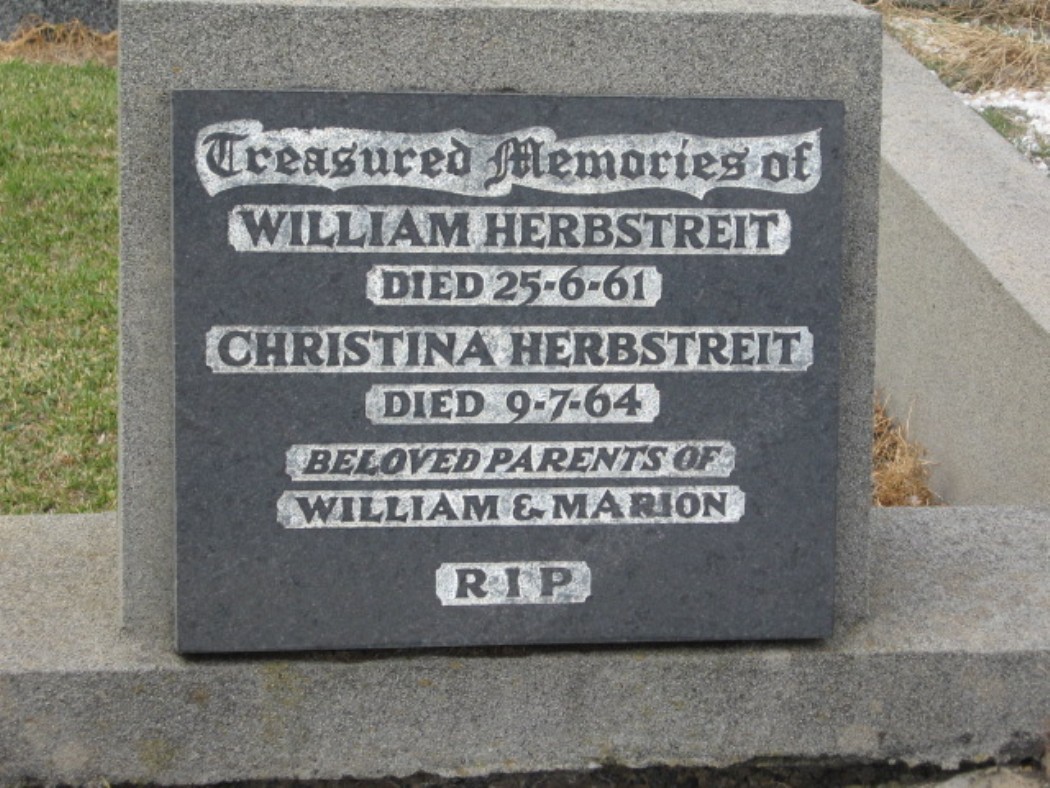 Treasured Memories of
WILLIAM HERBSTREIT
DIED 25-6-61
CHRISTINA HERBSTREIT
DIED 9-7-64
BELOVED PARENTS OF
WILLIAM & MARION
R I P